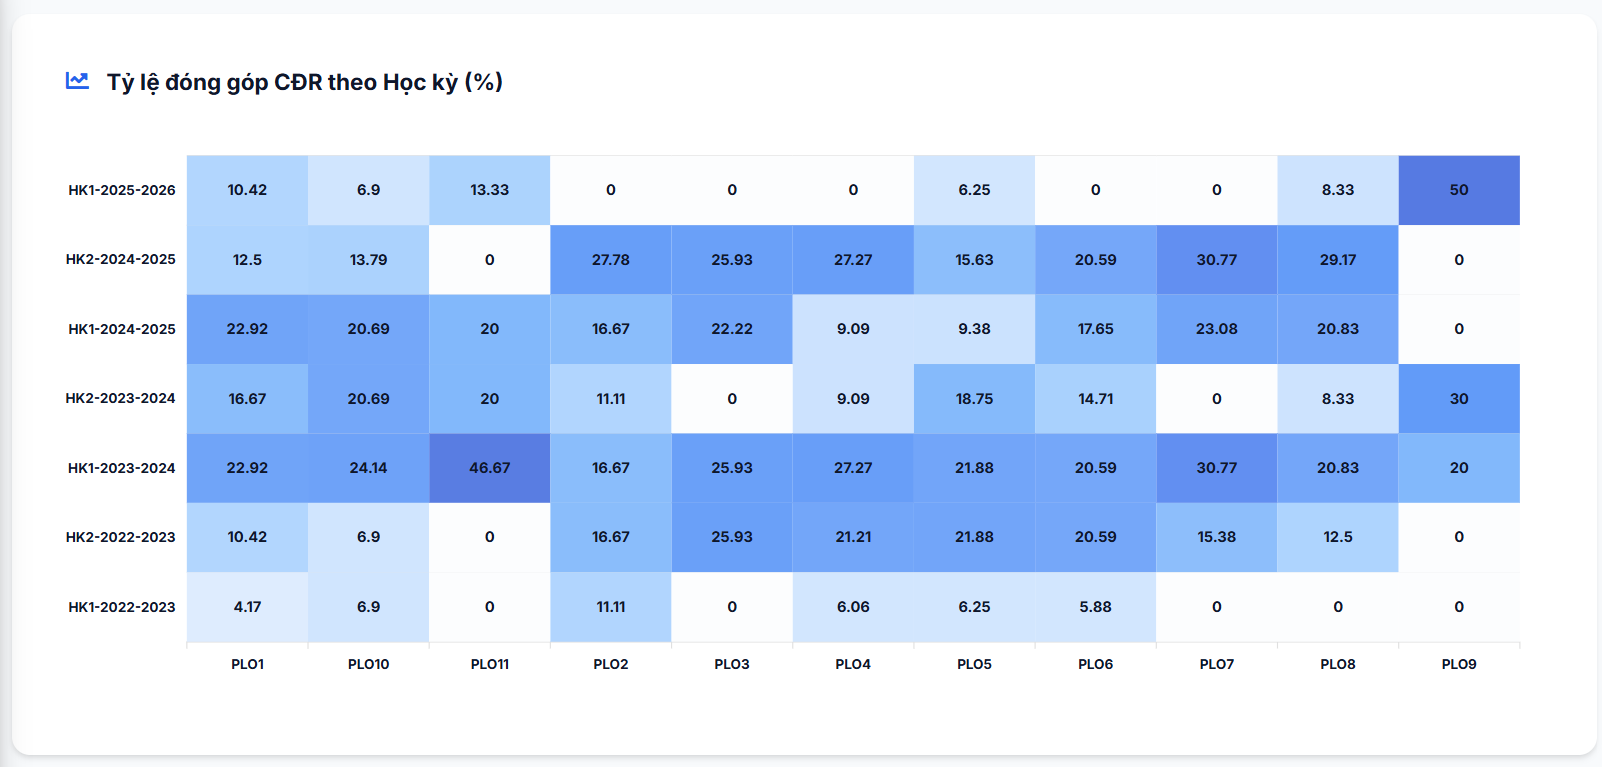 Tỷ lệ đóng góp CĐR theo Học kỳ (%)
HK1-2025-2026 10.42 6.9 13.33 0 0 0 6.25 0 0 8.33 50
HK2-2024-2025 12.5 13.79 0 27.78 25.93 27.27 15.63 20.59 30.77 29.17 0
HK1-2024-2025 22.92 20.69 20 16.67 22.22 9.09 9.38 17.65 23.08 20.83 0
HK2-2023-2024 16.67 20.69 20 11.11 0 9.09 18.75 14.71 0 8.33 30
HK1-2023-2024 22.92 24.14 46.67 16.67 25.93 27.27 21.88 20.59 30.77 20.83 20
HK2-2022-2023 10.42 6.9 0 16.67 25.93 21.21 21.88 20.59 15.38 12.5 0
HK1-2022-2023 4.17 6.9 0 11.11 0 6.06 6.25 5.88 0 0 0
PLO1 PLO10 PLO11 PLO2 PLO3 PLO4 PLO5 PLO6 PLO7 PLO8 PLO9